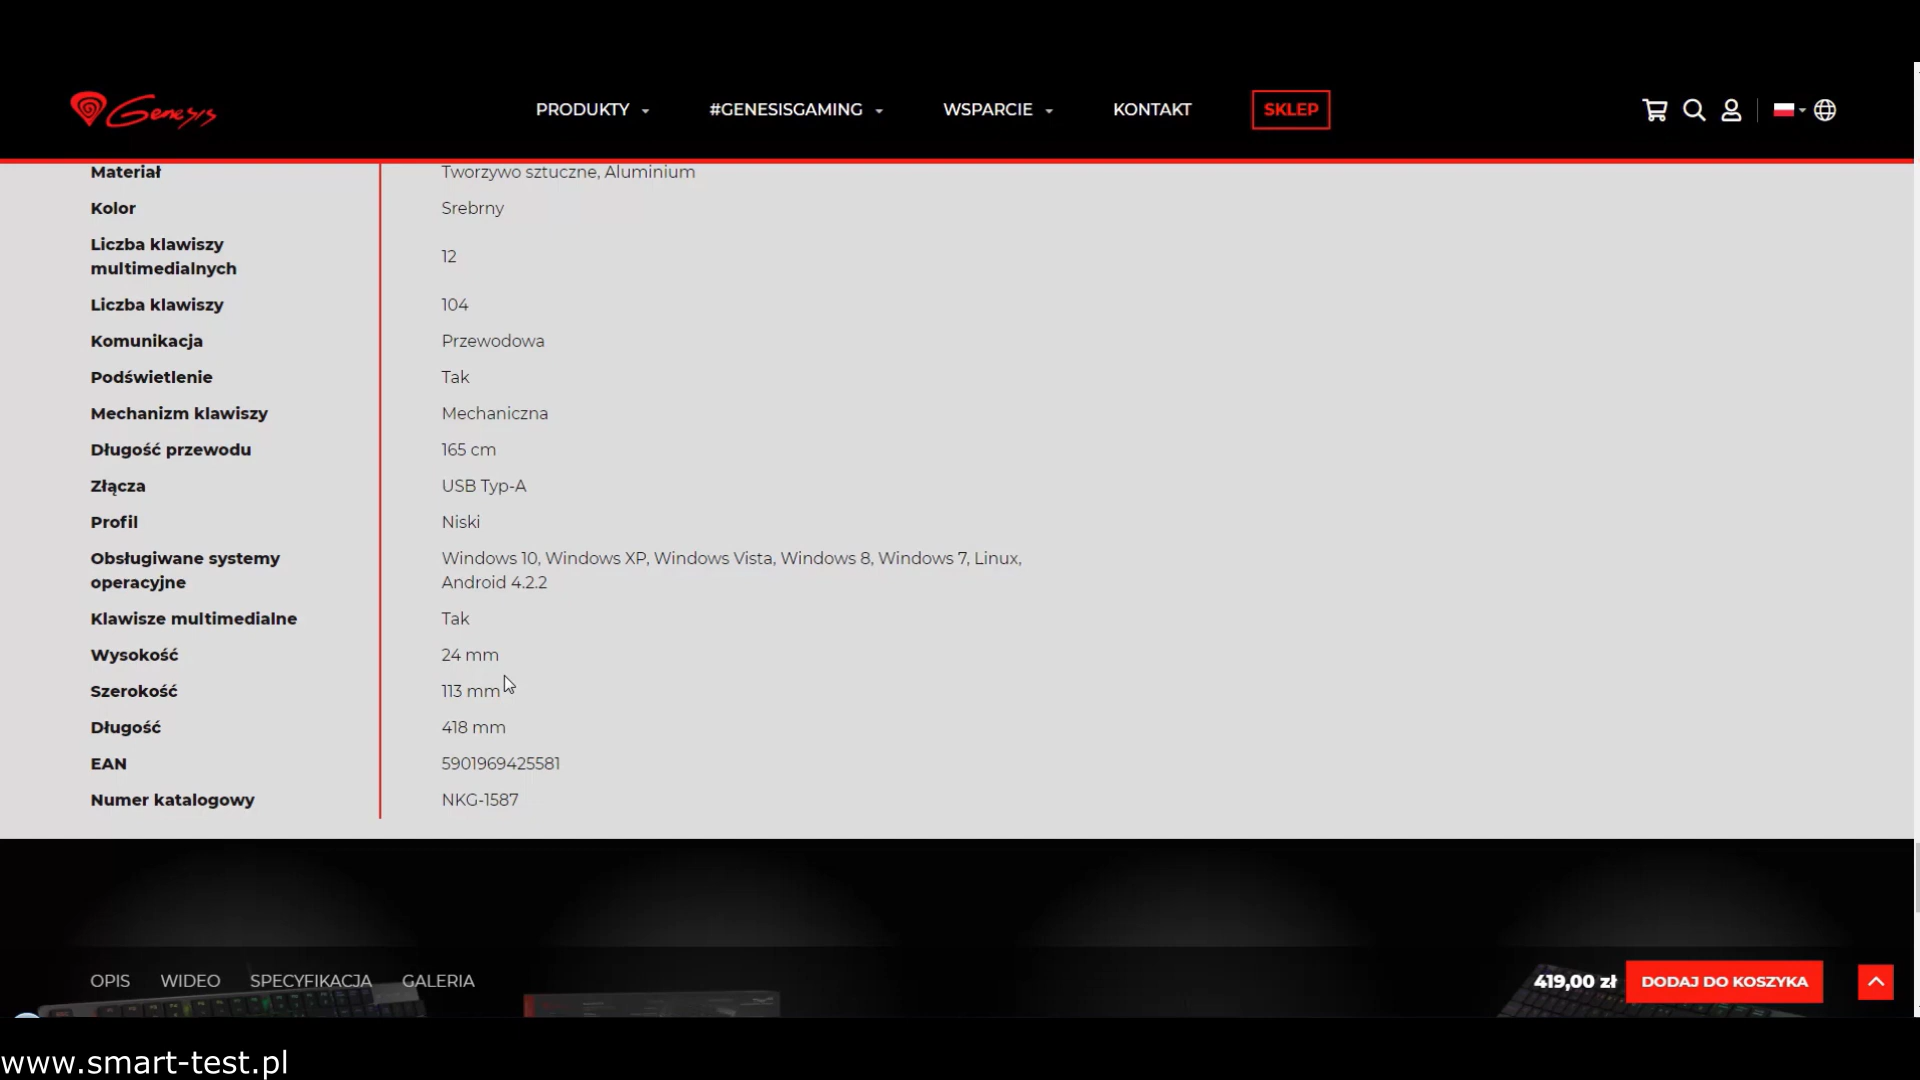 Genesis
PRODUKTY
#GENESISGAMING
WSPARCIE
KONTAKT
SKLEP
Materiał
Tworzywo sztuczne, Aluminium
Kolor
Srebrny
Liczba klawiszy
multimedialnych
12
Liczba klawiszy
104
Komunikacja
Przewodowa
Podświetlenie
Tak
Mechanizm klawiszy
Mechaniczna
Długość przewodu
165 cm
Złącza
USB Typ-A
Profil
Niski
Obsługiwane systemy
operacyjne
Windows 10, Windows XP, Windows Vista, Windows 8, Windows 7, Linux,
Android 4.2.2
Klawisze multimedialne
Tak
Wysokość
24 mm
Szerokość
113 mm
Długość
418 mm
EAN
5901969425581
Numer katalogowy
NKG-1587
OPIS
WIDEO
SPECYFIKACJA
GALERIA
419,00 zł
DODAJ DO KOSZYKA
www.smart-test.pl